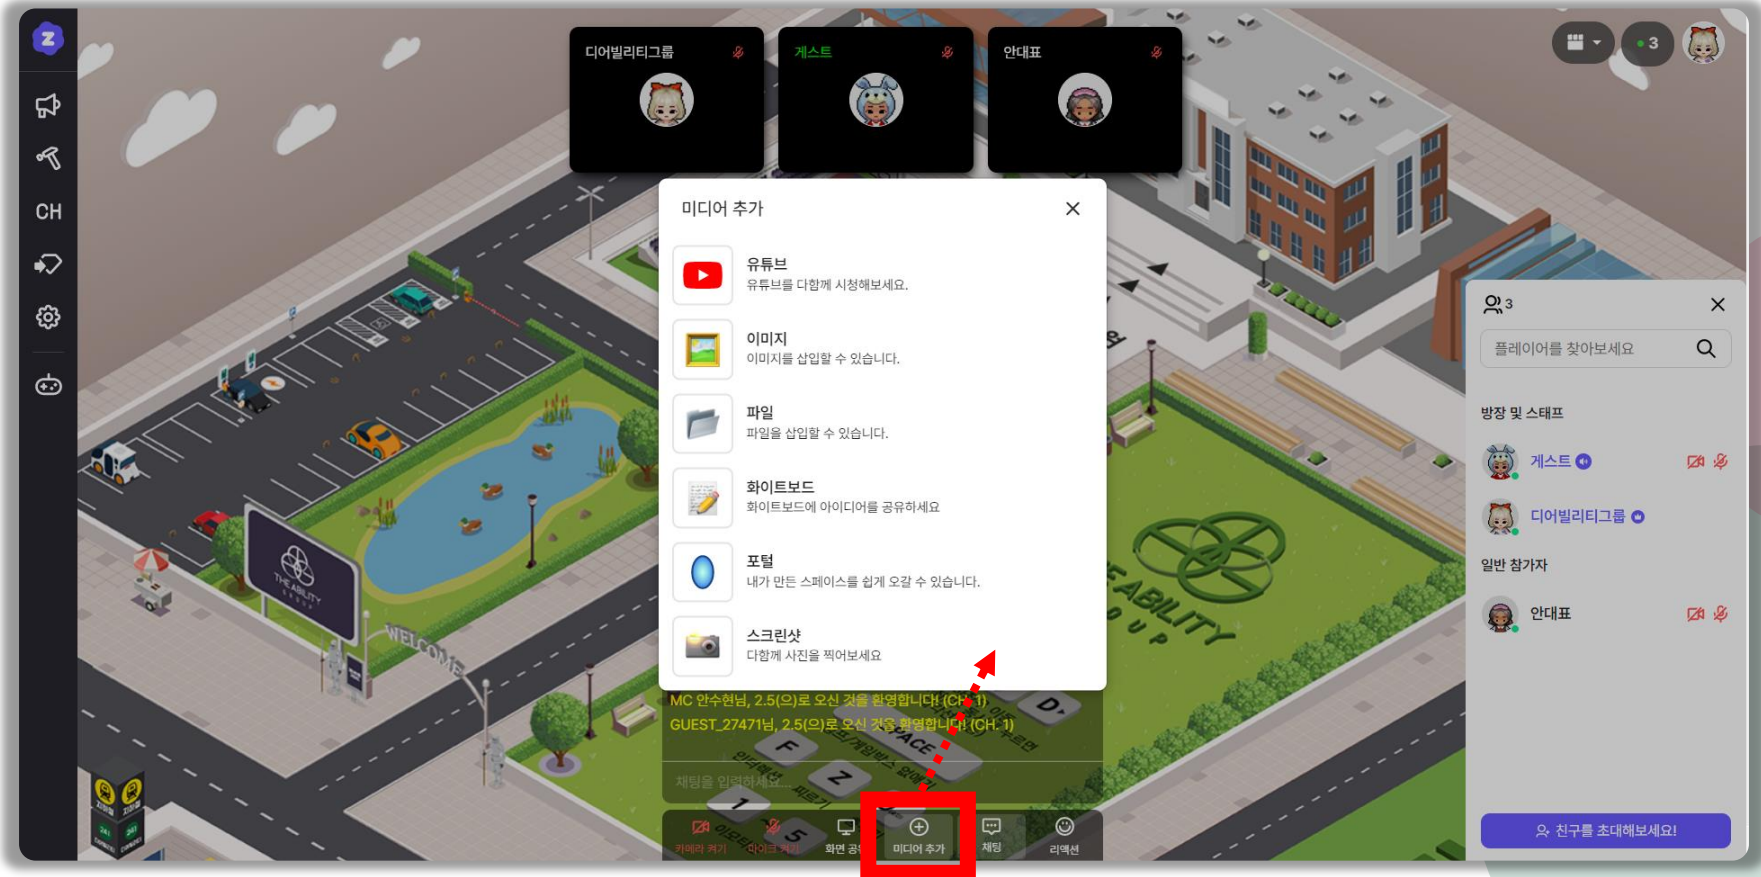 Z
디어빌리티그룹
게스트
안대표
3
CH
미디어 추가
유튜브
유튜브를 다함께 시청해보세요.
이미지
이미지를 삽입할 수 있습니다.
파일
파일을 삽입할 수 있습니다.
화이트보드
화이트보드에 아이디어를 공유하세요
포털
내가 만든 스페이스를 쉽게 오갈 수 있습니다.
스크린샷
다함께 사진을 찍어보세요
3
플레이어를 찾아보세요
방장 및 스태프
게스트
디어빌리티그룹
일반 참가자
안대표
친구를 초대해보세요!
THE ABILITY
GROUP
WELCOME
ABILITY
MC 안수현님, 2.5(으)로 오신 것을 환영합니다! (CH. 1)
GUEST_27471님, 2.5(으)로 오신 것을 환영합니다! (CH. 1)
채팅을 입력하세요...
F
Z
1
5
D
카메라 켜기
마이크 켜기
화면 공
미디어 추가
채팅
리액션
지하철
241
241